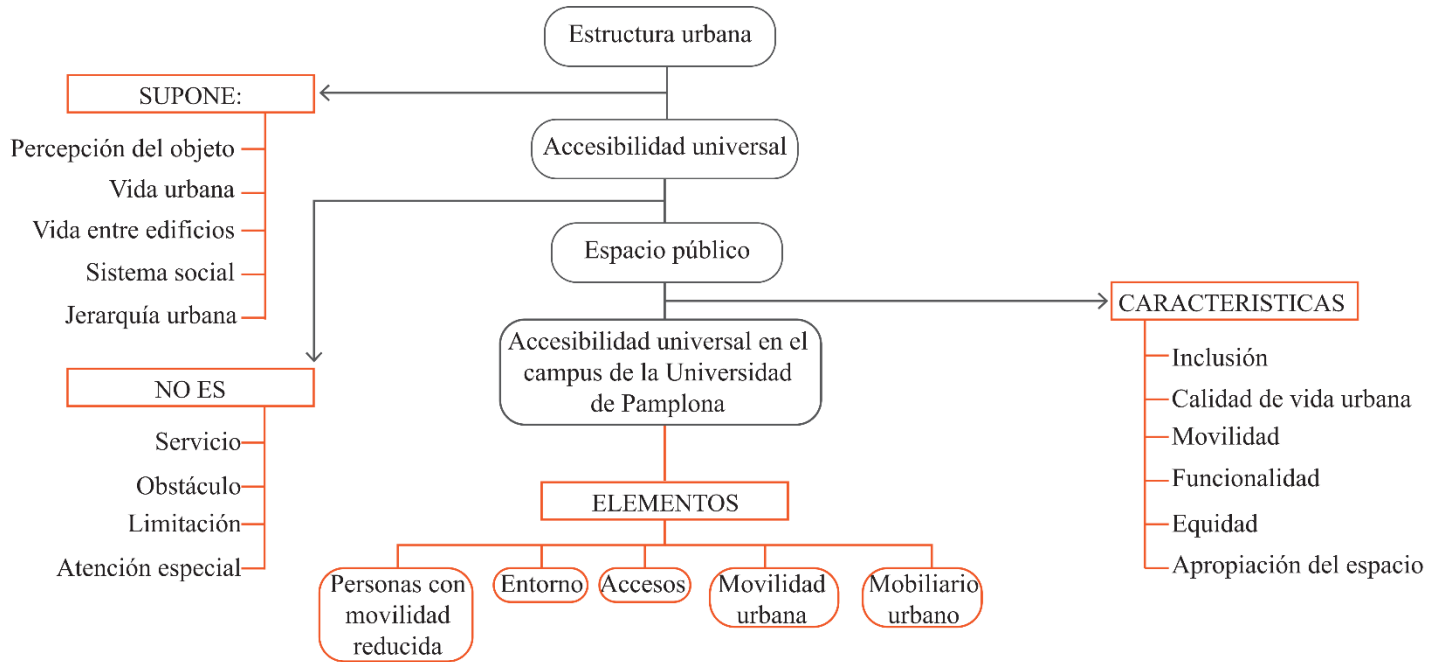 Estructura urbana
SUPONE:
Percepción del objeto
Vida urbana
Vida entre edificios
Sistema social
Jerarquía urbana
Accesibilidad universal
NO ES
Servicio
Obstáculo
Limitación
Atención especial
Espacio público
CARACTERISTICAS
Inclusión
Calidad de vida urbana
Movilidad
Funcionalidad
Equidad
Apropiación del espacio
Accesibilidad universal en el
campus de la Universidad
de Pamplona
ELEMENTOS
Personas con
movilidad
reducida
Entorno
Accesos
Movilidad
urbana
Mobiliario
urbano